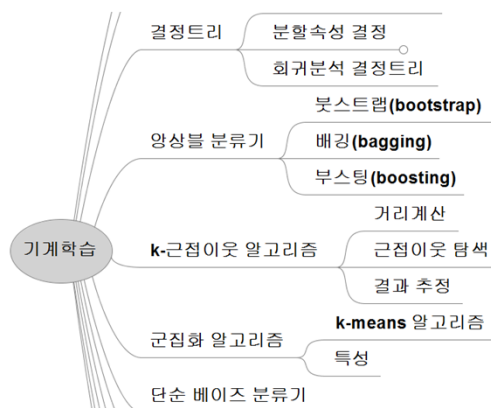 결정트리
분할속성 결정
회귀분석 결정트리
앙상블 분류기
붓스트랩(bootstrap)
배깅(bagging)
부스팅(boosting)
기계학습
k-근접이웃 알고리즘
거리계산
근접이웃 탐색
결과 추정
군집화 알고리즘
k-means 알고리즘
특성
단순 베이즈 분류기